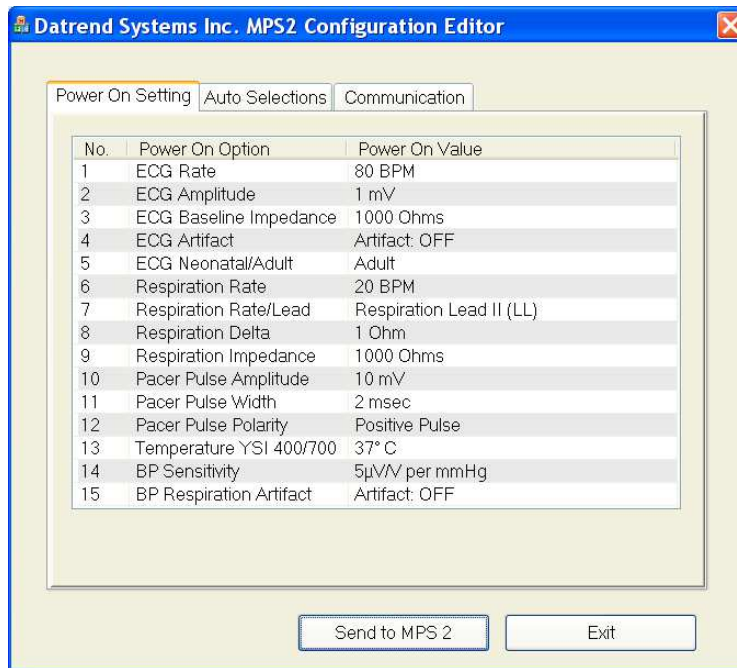 Datrend Systems Inc. MPS2 Configuration Editor
Power On Setting Auto Selections Communication
No. Power On Option Power On Value
1 ECG Rate 80 BPM
2 ECG Amplitude 1 mV
3 ECG Baseline Impedance 1000 Ohms
4 ECG Artifact Artifact: OFF
5 ECG Neonatal/Adult Adult
6 Respiration Rate 20 BPM
7 Respiration Rate/Lead Respiration Lead II (LL)
8 Respiration Delta 1 Ohm
9 Respiration Impedance 1000 Ohms
10 Pacer Pulse Amplitude 10 mV
11 Pacer Pulse Width 2 msec
12 Pacer Pulse Polarity Positive Pulse
13 Temperature YSI 400/700 37° C
14 BP Sensitivity 5µV/V per mmHg
15 BP Respiration Artifact Artifact: OFF
Send to MPS 2 Exit